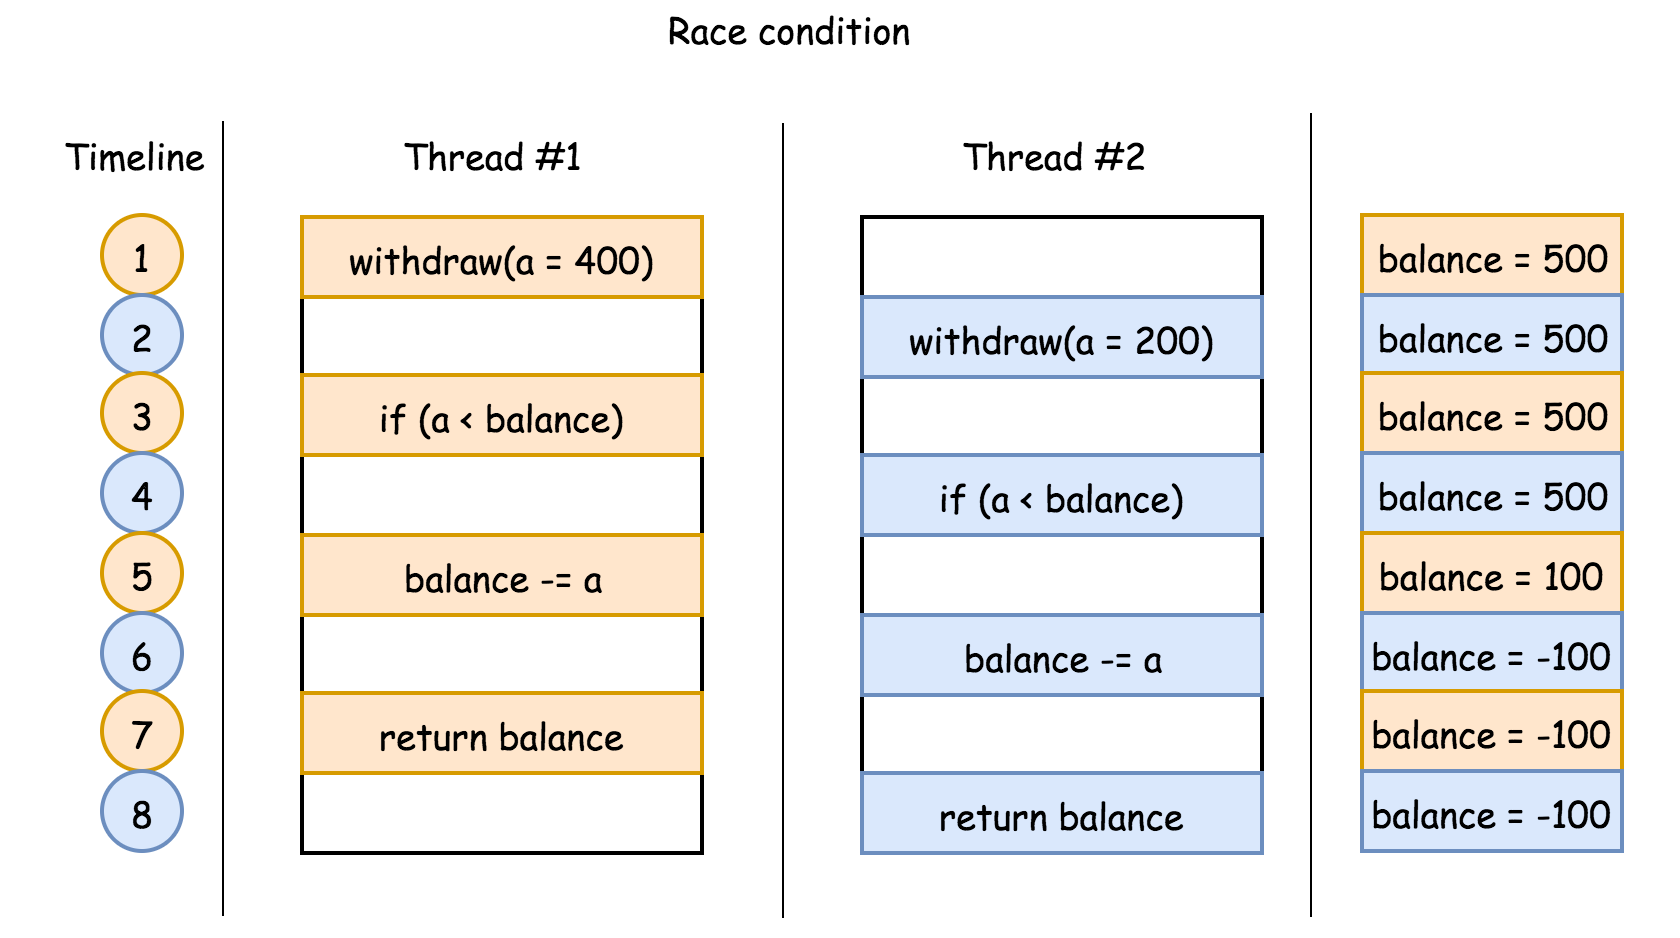 Race condition
Timeline
Thread #1
Thread #2
1
withdraw(a = 400)
balance = 500
2
withdraw(a = 200)
balance = 500
3
if (a < balance)
balance = 500
4
if (a < balance)
balance = 500
5
balance -= a
balance = 100
6
balance -= a
balance = -100
7
return balance
balance = -100
8
return balance
balance = -100